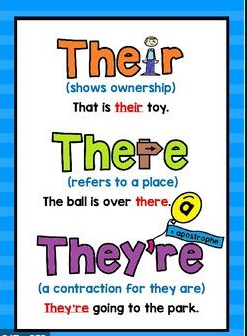 Their
(shows ownership)
That is their toy.
There
(refers to a place)
The ball is over there.
a
+ apostrophe
They're
(a contraction for they are)
They're going to the park.